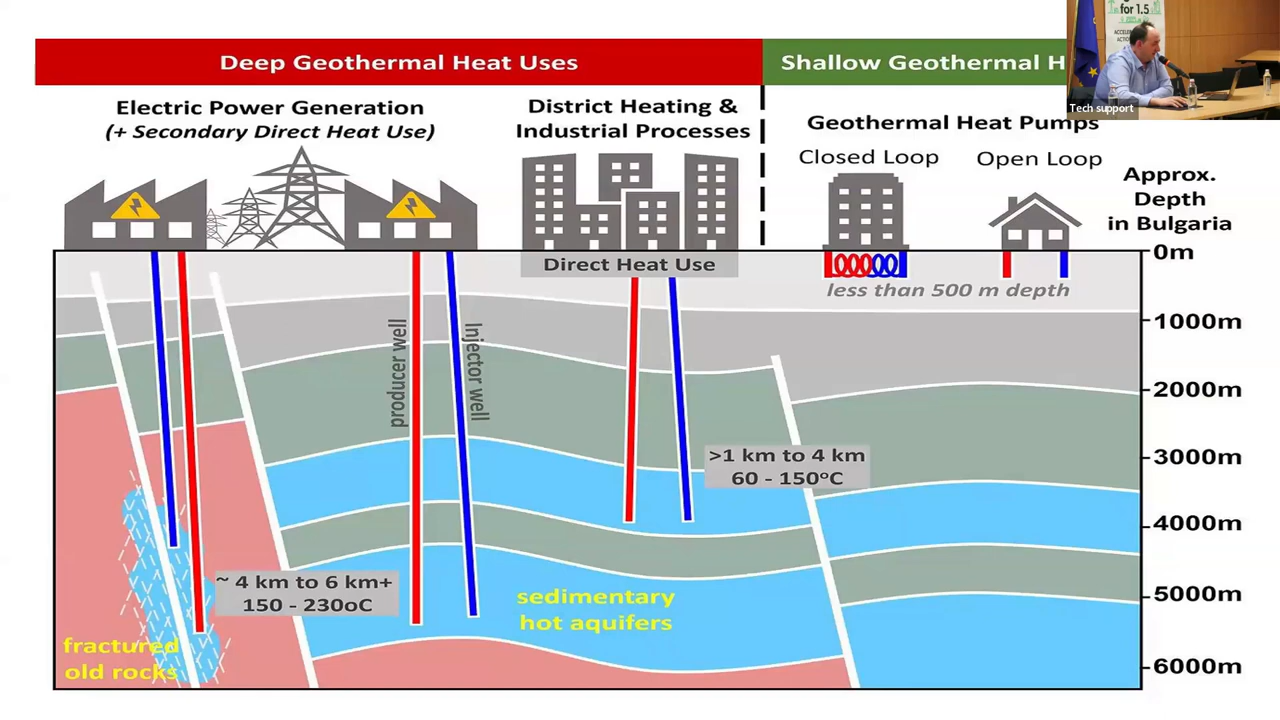 Deep Geothermal Heat Uses
Shallow Geothermal H
for 1.5
Tech support
Electric Power Generation
(+ Secondary Direct Heat Use)
District Heating &
Industrial Processes
Geothermal Heat Pumps
Closed Loop
Open Loop
Approx.
Depth
in Bulgaria
0m
Direct Heat Use
less than 500 m depth
1000m
producer well
Injector well
2000m
>1 km to 4 km
60 - 150°C
3000m
4000m
~ 4 km to 6 km+
150 - 230oC
sedimentary
hot aquifers
5000m
fractured
old rocks
6000m